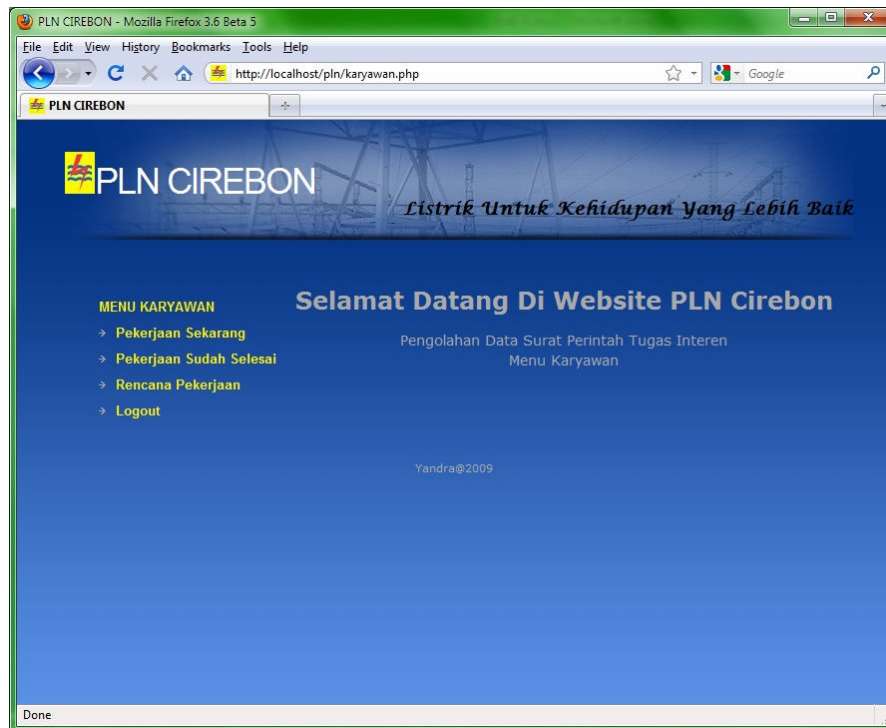 PLN CIREBON - Mozilla Firefox 3.6 Beta 5
File Edit View History Bookmarks Tools Help
http://localhost/pln/karyawan.php
Google
PLN CIREBON
PLN CIREBON
Listrik Untuk Kehidupan Yang Lebih Baik
MENU KARYAWAN
Pekerjaan Sekarang
Pekerjaan Sudah Selesai
Rencana Pekerjaan
Logout
Selamat Datang Di Website PLN Cirebon
Pengolahan Data Surat Perintah Tugas Interen
Menu Karyawan
Yandra@2009
Done